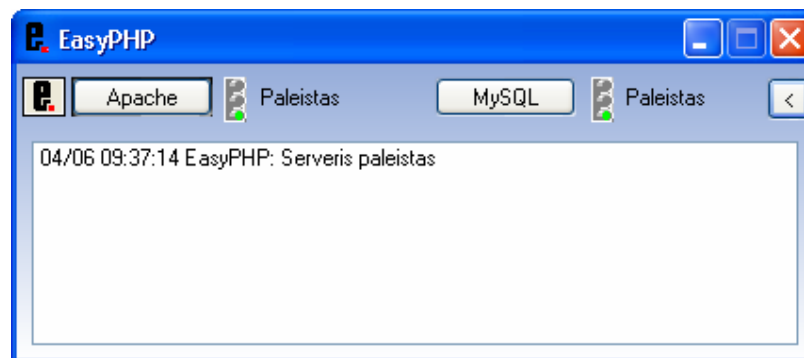 e. EasyPHP
e. Apache Paleistas MySQL Paleistas <
04/06 09:37:14 EasyPHP: Serveris paleistas